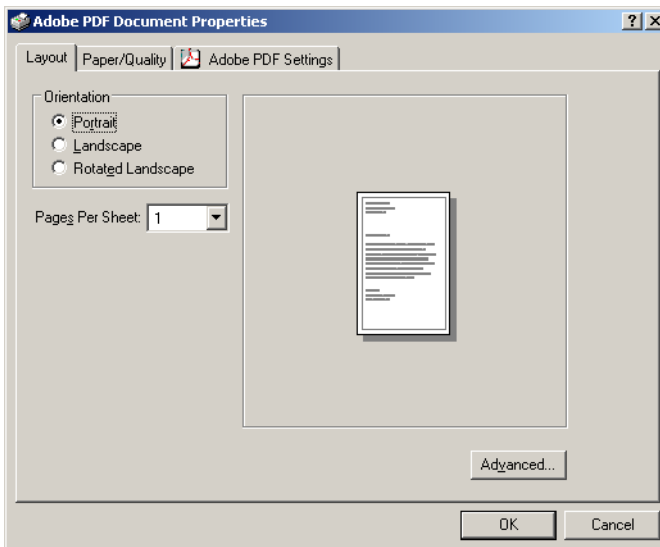 Adobe PDF Document Properties
Layout
Paper/Quality
Adobe PDF Settings
Orientation
Portrait
Landscape
Rotated Landscape
Pages Per Sheet: 1
Advanced...
OK
Cancel